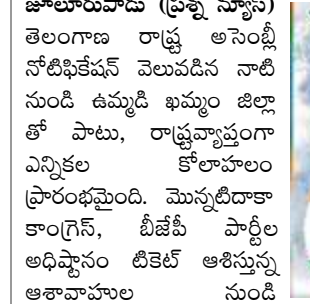 జూలూరుపాడు (ప్రశ్న న్యూస్)
తెలంగాణ రాష్ట్ర అసెంబ్లీ
నోటిఫికేషన్ వెలువడిన నాటి
నుండి ఉమ్మడి ఖమ్మం జిల్లా
తో పాటు, రాష్ట్రవ్యాప్తంగా
ఎన్నికల కోలాహలం
ప్రారంభమైంది. మొన్నటిదాకా
కాంగ్రెస్, బీజేపీ పార్టీల
అధిష్టానం టికెట్ ఆశిస్తున్న
ఆశావాహుల నుండి